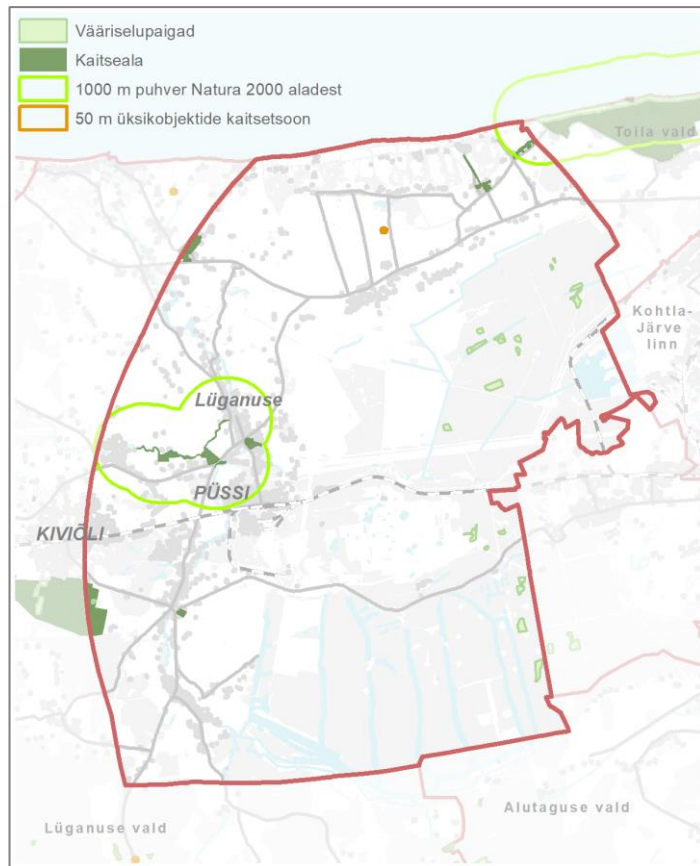 Vääriselupaigad
Kaitseala
1000 m puhver Natura 2000 aladest
50 m üksikobjektide kaitsetsoon
Toila vald
Kohtla-
Järve
linn
Lüganuse
PÜSSI
KIVIÕLI
Alutaguse vald
Lüganuse vald